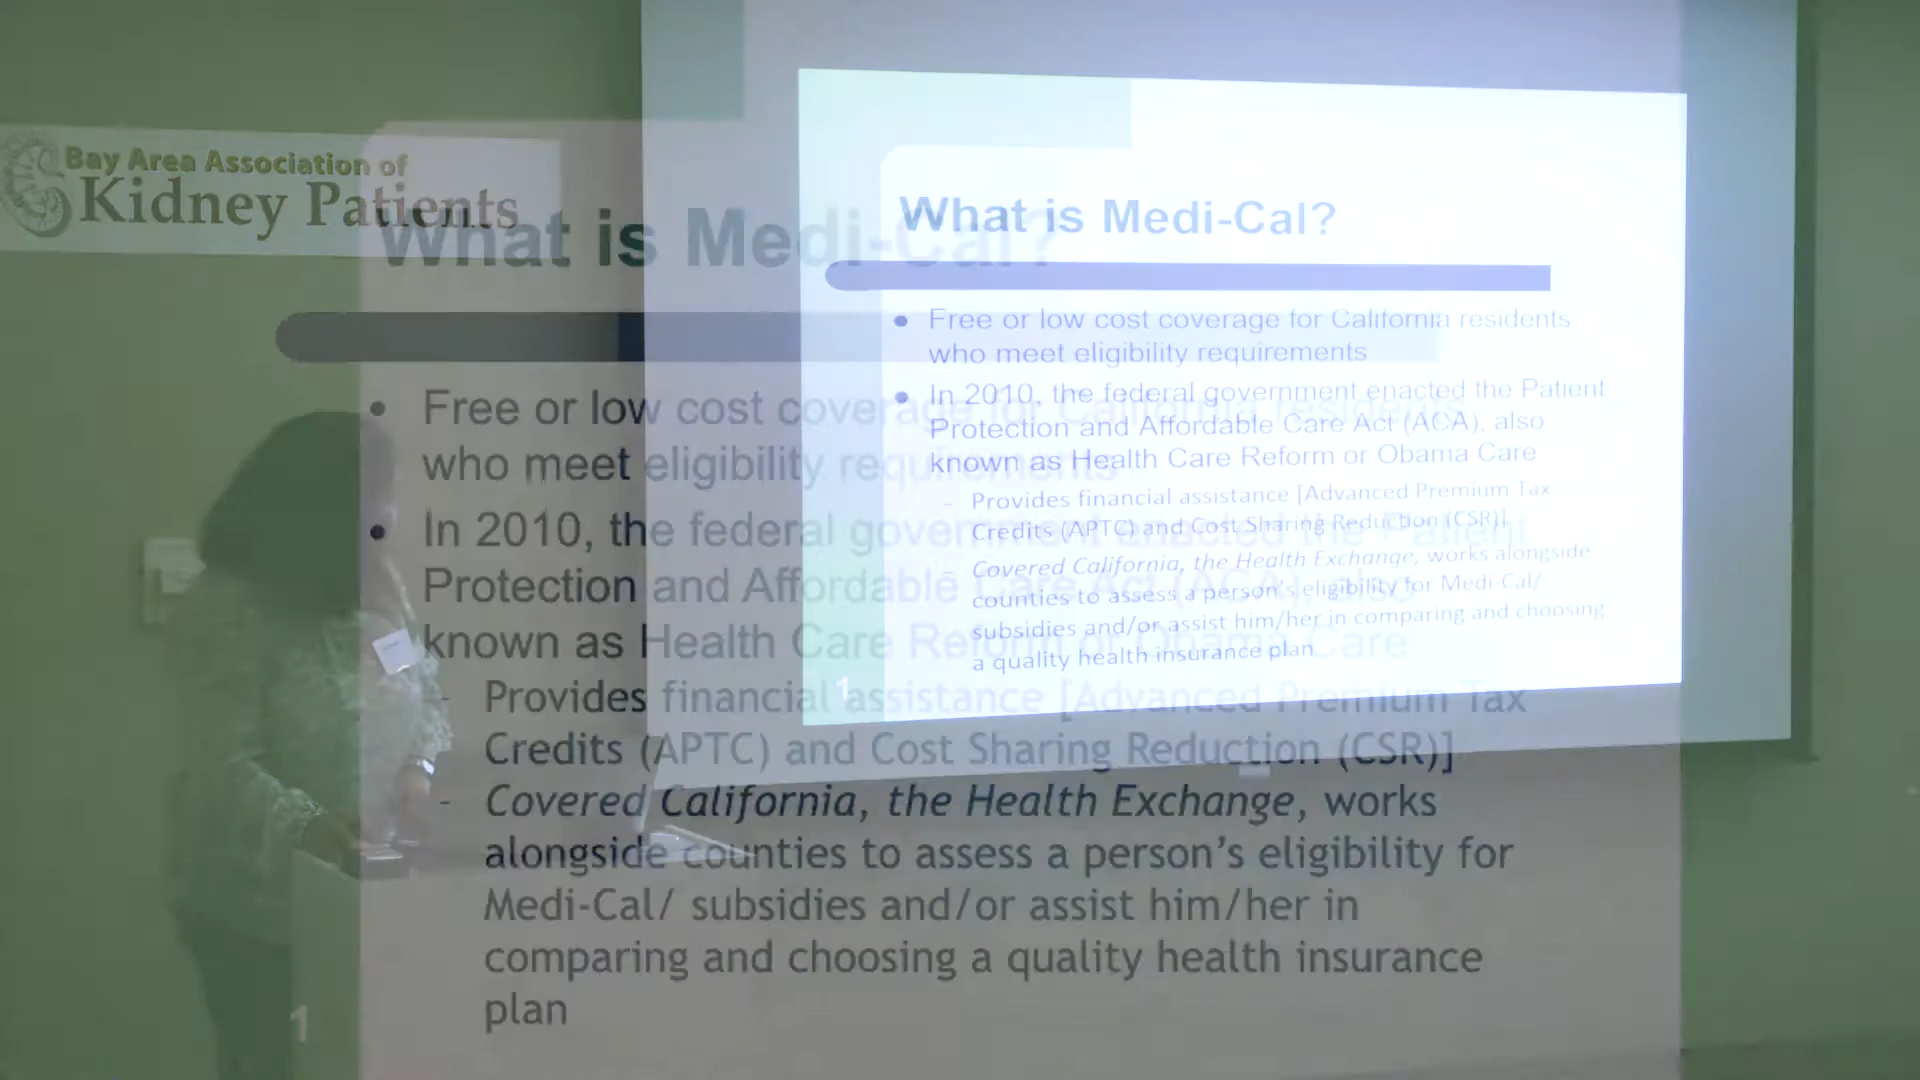 Bay Area Association of
Kidney Patients
What is Medi-Cal?
Free or low cost coverage for California residents
who meet eligibility requirements
In 2010, the federal government enacted the Patient
Protection and Affordable Care Act (ACA), also
known as Health Care Reform or Obama Care
- Provides financial assistance [Advanced Premium Tax
Credits (APTC) and Cost Sharing Reduction (CSR)]
- Covered California, the Health Exchange, works
alongside counties to assess a person’s eligibility for
Medi-Cal/ subsidies and/or assist him/her in
comparing and choosing a quality health insurance
plan
1
What is Medi-Cal?
• Free or low cost coverage for California residents
who meet eligibility requirements
• In 2010, the federal government enacted the Patient
Protection and Affordable Care Act (ACA), also
known as Health Care Reform or Obama Care
- Provides financial assistance [Advanced Premium Tax
Credits (APTC) and Cost Sharing Reduction (CSR)]
- Covered California, the Health Exchange, works alongside
counties to assess a person's eligibility for Medi-Cal/
subsidies and/or assist him/her in comparing and choosing
a quality health insurance plan
1